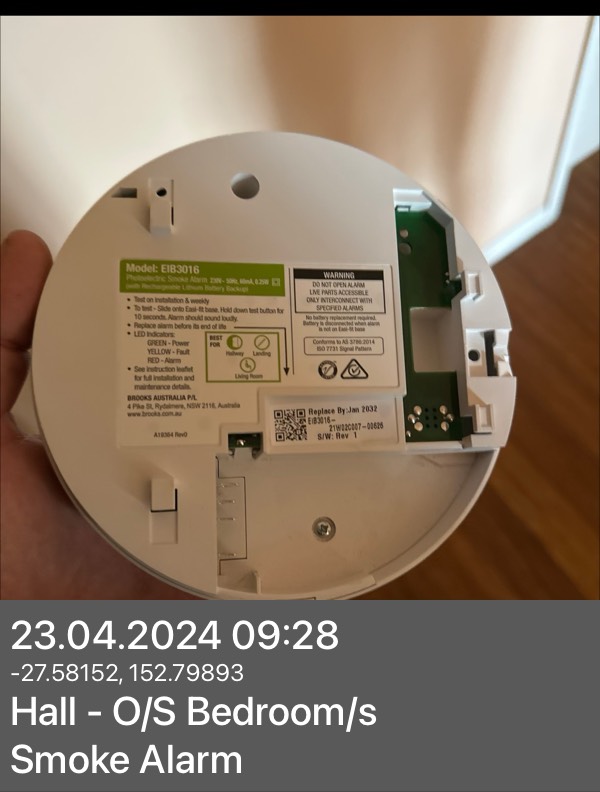 Model: EIB3016
Photoelectric Smoke Alarm 230V~ 50Hz, 60mA, 0.35W
with Rechargeable Lithium Battery Backup
• Test on installation & weekly
• To test - Slide onto Easi-fit base. Hold down test button for
10 seconds. Alarm should sound loudly.
• Replace alarm before its end of life
• LED Indicators:
GREEN - Power
YELLOW - Fault
RED - Alarm
• See instruction leaflet
for full installation and
maintenance details.
BEST
FOR
Hallway
Landing
Living Room
BROOKS AUSTRALIA P/L
4 Pike St, Rydalmere, NSW 2116, Australia
www.brooks.com.au
WARNING
DO NOT OPEN ALARM
LIVE PARTS ACCESSIBLE
ONLY INTERCONNECT WITH
SPECIFIED ALARMS
No battery replacement required.
Battery is disconnected when alarm
is not on Easi-fit base
Conforms to AS 3786:2014
ISO 7731 Signal Pattern
Replace By:Jan 2032
EIB3016-
21W02C007-00626
S/W: Rev 1
23.04.2024 09:28
-27.58152, 152.79893
Hall - O/S Bedroom/s
Smoke Alarm